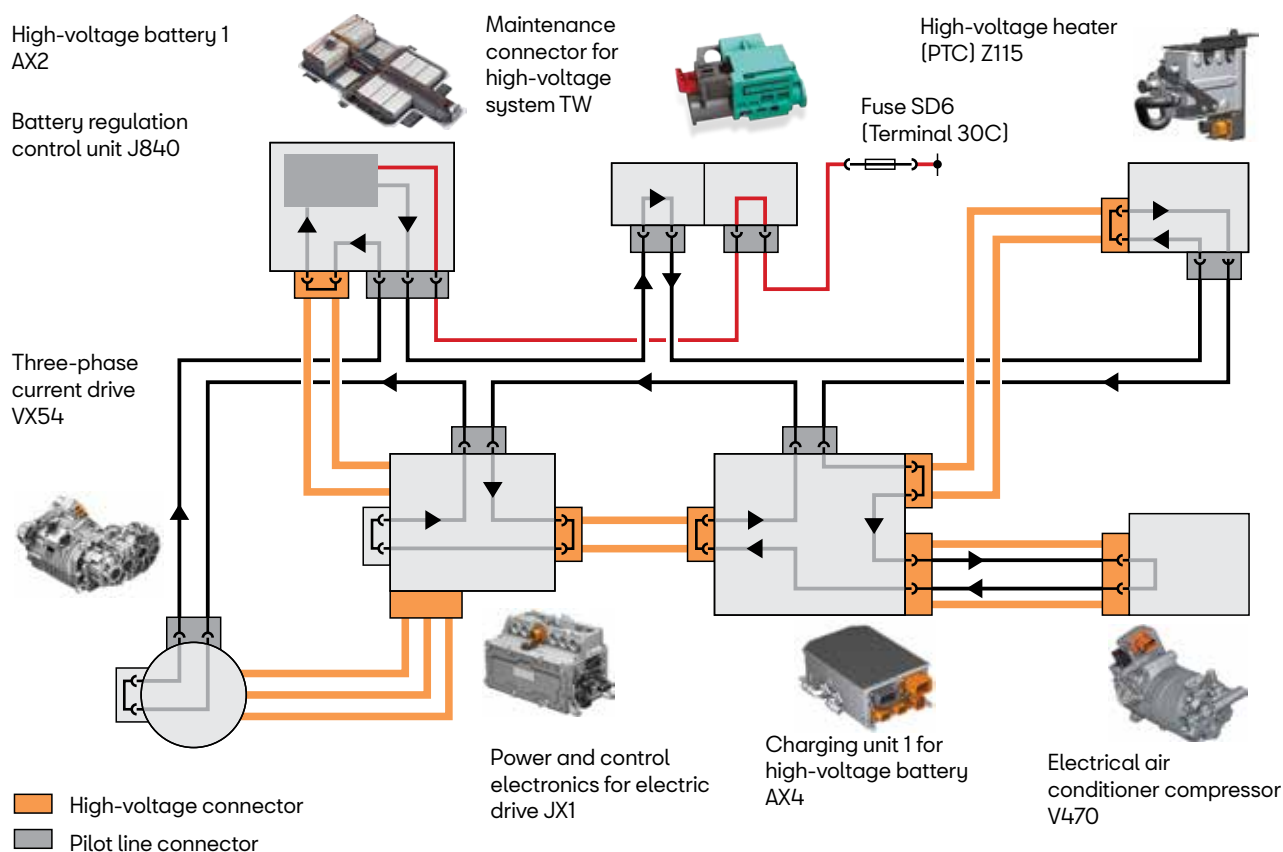 High-voltage battery 1
AX2
Battery regulation
control unit J840
Maintenance
connector for
high-voltage
system TW
Fuse SD6
(Terminal 30C)
High-voltage heater
(PTC) Z115
Three-phase
current drive
VX54
Power and control
electronics for electric
drive JX1
Charging unit 1 for
high-voltage battery
AX4
Electrical air
conditioner compressor
V470
High-voltage connector
Pilot line connector